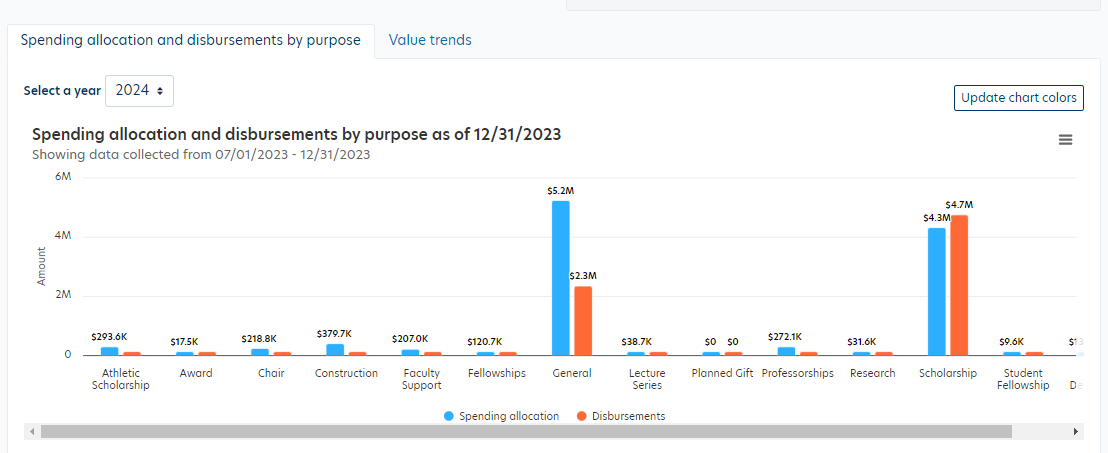 Spending allocation and disbursements by purpose
Value trends
Select a year 2024
Update chart colors
Spending allocation and disbursements by purpose as of 12/31/2023
Showing data collected from 07/01/2023 - 12/31/2023
Amount
6M
4M
2M
0
$293.6K
$17.5K
$218.8K
$379.7K
$207.0K
$120.7K
$5.2M
$2.3M
$38.7K
$0
$0
$272.1K
$31.6K
$4.3M
$4.7M
$9.6K
Athletic
Scholarship
Award
Chair
Construction
Faculty
Support
Fellowships
General
Lecture
Series
Planned Gift
Professorships
Research
Scholarship
Student
Fellowship
Spending allocation
Disbursements